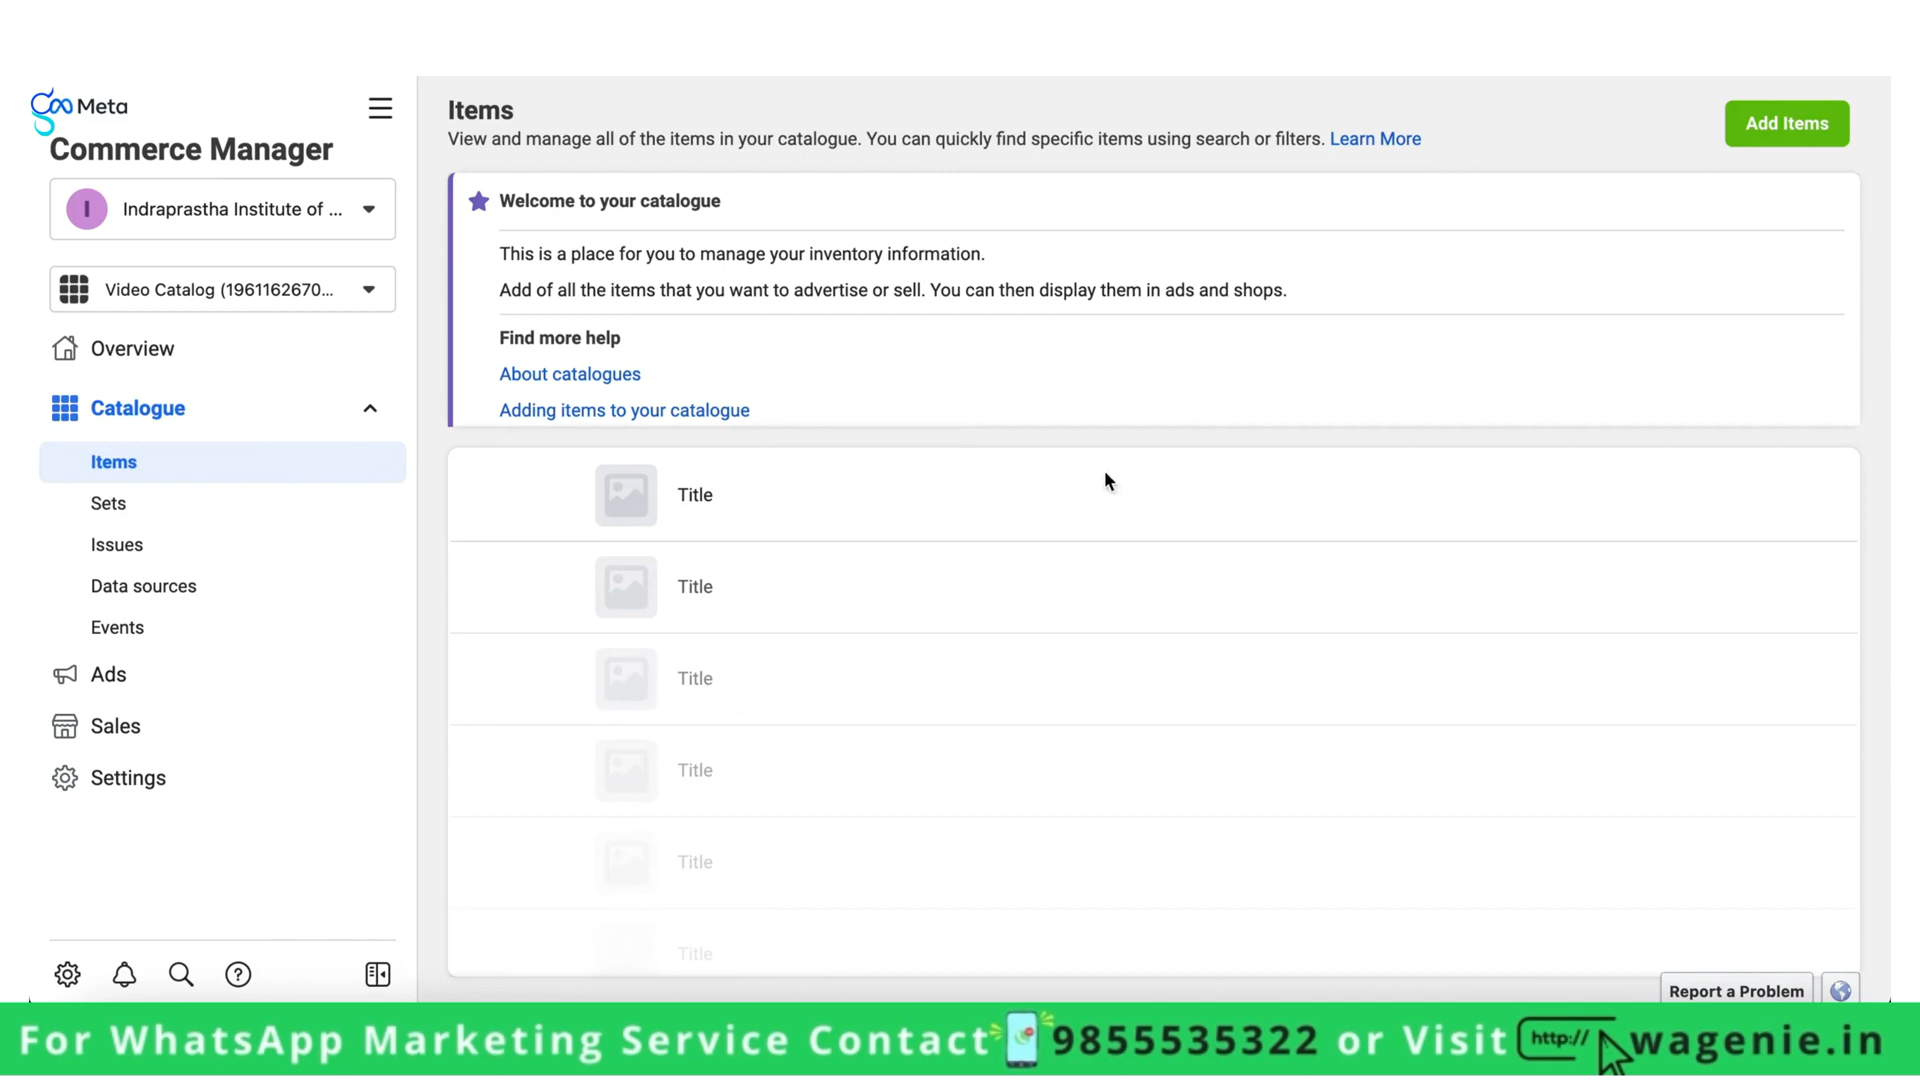 Meta
Commerce Manager
I
Indraprastha Institute of ...
Video Catalog (1961162670...
Overview
Catalogue
Items
Sets
Issues
Data sources
Events
Ads
Sales
Settings
Items
View and manage all of the items in your catalogue. You can quickly find specific items using search or filters. Learn More
Add Items
Welcome to your catalogue
This is a place for you to manage your inventory information.
Add of all the items that you want to advertise or sell. You can then display them in ads and shops.
Find more help
About catalogues
Adding items to your catalogue
Title
Title
Title
Title
Title
Title
Report a Problem
For WhatsApp Marketing Service Contact 9855535322 or Visit http:// wagenie.in